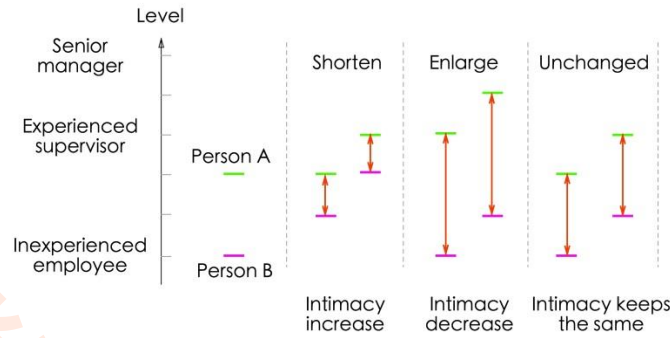 Level
Senior
manager
Shorten
Enlarge
Unchanged
Experienced
supervisor
Person A
Inexperienced
employee
Person B
Intimacy
increase
Intimacy
decrease
Intimacy keeps
the same